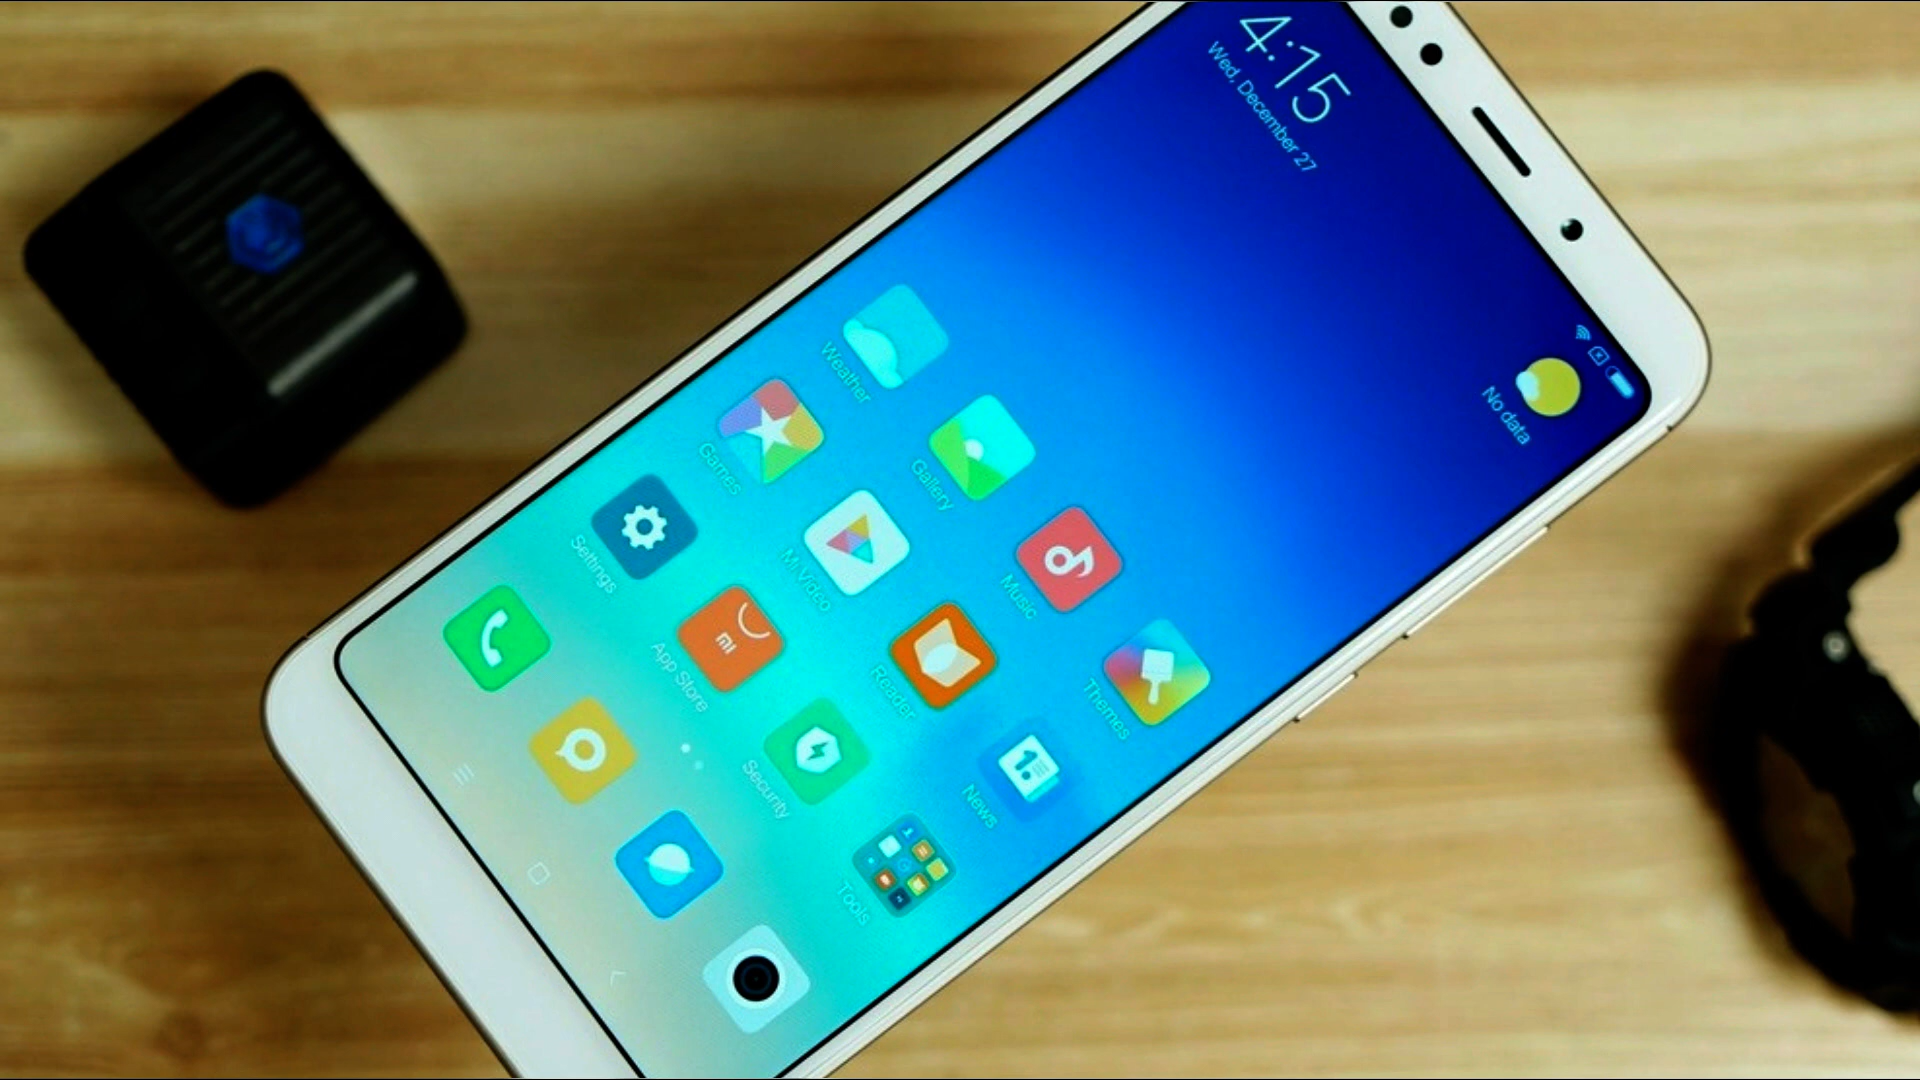 4:15
Wed, December 27
No data
Weather
Gallery
Music
Themes
Games
Mi Video
Reader
News
Settings
App Store
mi
Security
Tools